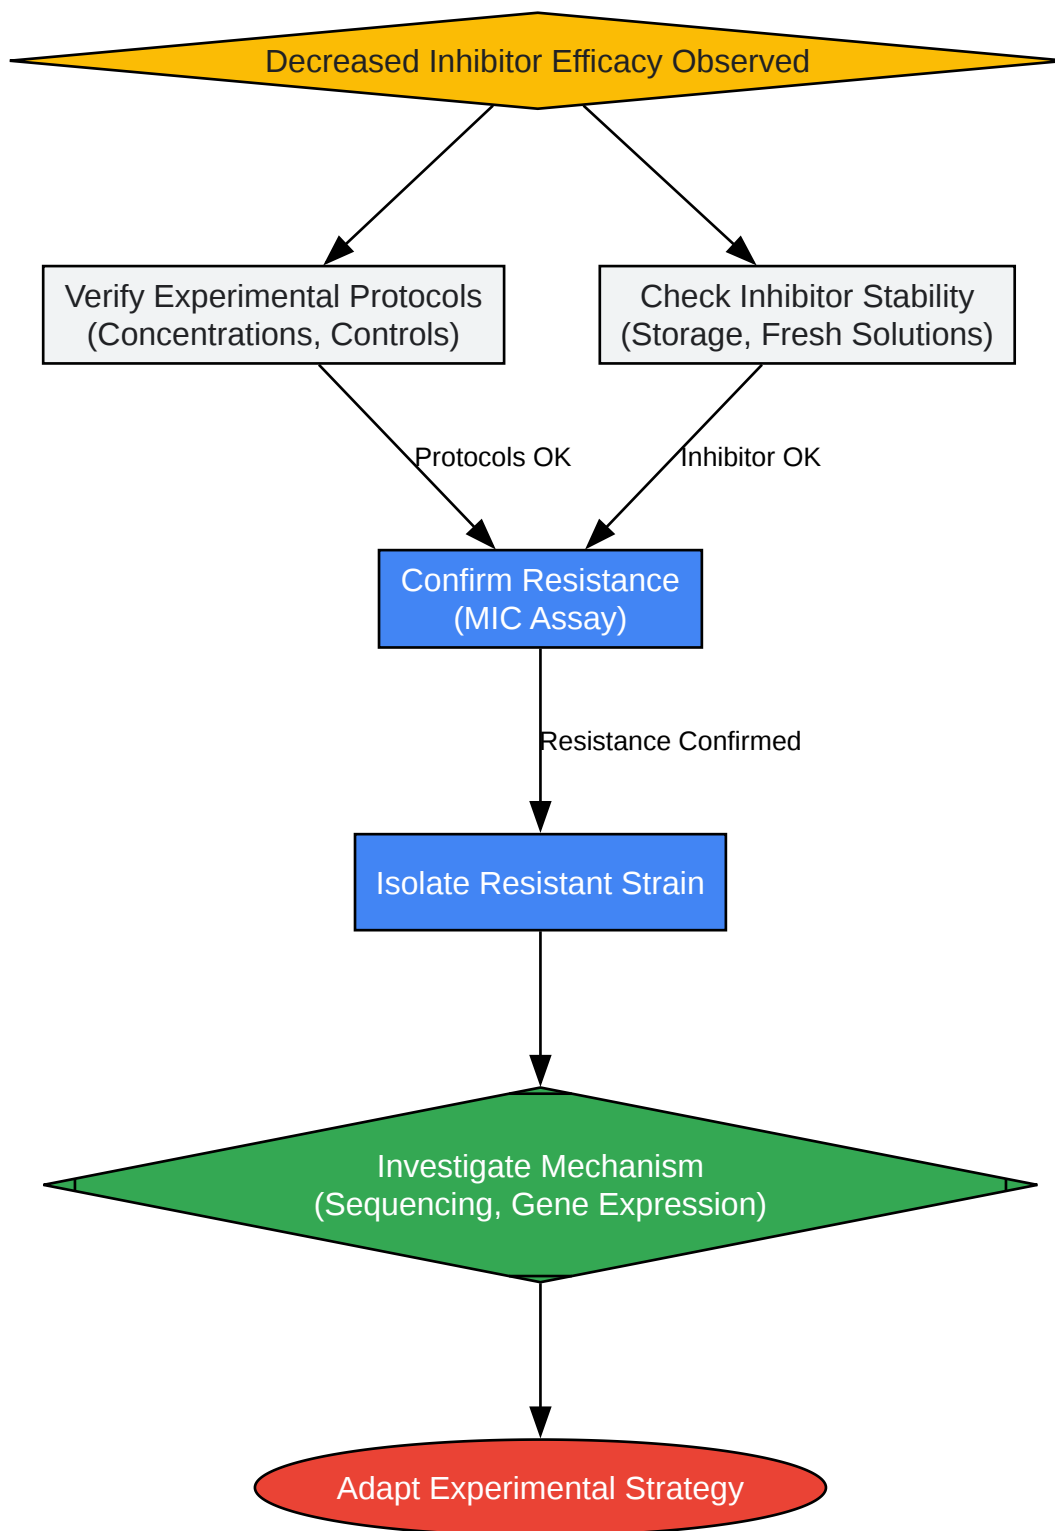 Decreased Inhibitor Efficacy Observed
Verify Experimental Protocols
(Concentrations, Controls)
Check Inhibitor Stability
(Storage, Fresh Solutions)
Protocols OK
Inhibitor OK
Confirm Resistance
(MIC Assay)
Resistance Confirmed
Isolate Resistant Strain
Investigate Mechanism
(Sequencing, Gene Expression)
Adapt Experimental Strategy